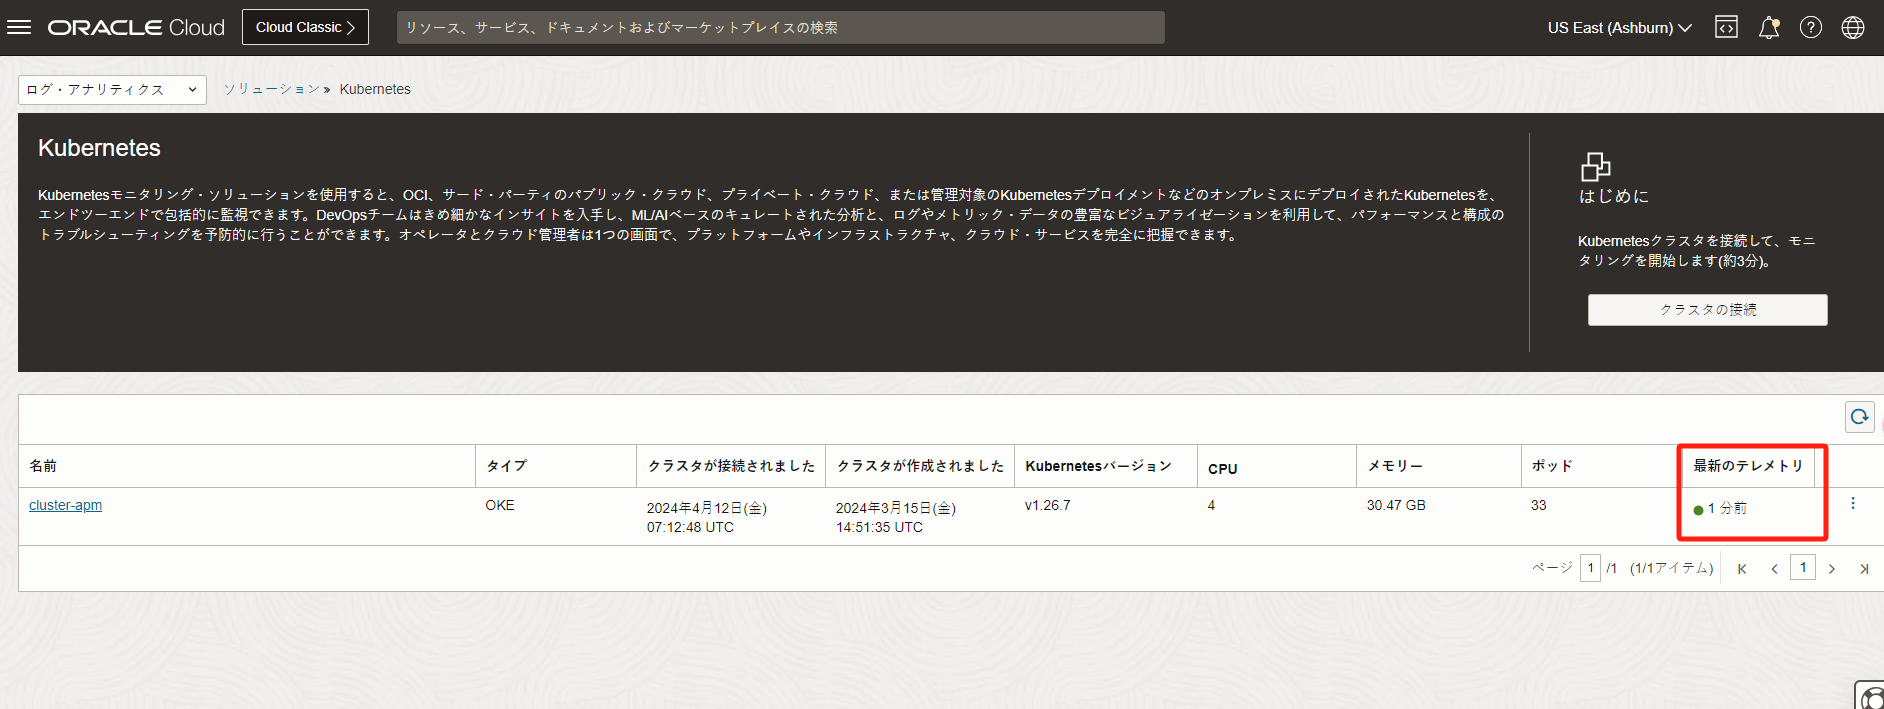 ORACLE Cloud
Cloud Classic
リソース、サービス、ドキュメントおよびマーケットプレイスの検索
US East (Ashburn)
ログ・アナリティクス
ソリューション » Kubernetes
Kubernetes
Kubernetesモニタリング・ソリューションを使用すると、OCI、サード・パーティのパブリック・クラウド、プライベート・クラウド、または管理対象のKubernetesデプロイメントなどのオンプレミスにデプロイされたKubernetesを、
エンドツーエンドで包括的に監視できます。DevOpsチームはきめ細かなインサイトを入手し、ML/AIベースのキュレートされた分析と、ログやメトリック・データの豊富なビジュアライゼーションを利用して、パフォーマンスと構成の
トラブルシューティングを予防的に行うことができます。オペレータとクラウド管理者は1つの画面で、プラットフォームやインフラストラクチャ、クラウド・サービスを完全に把握できます。
はじめに
Kubernetesクラスタを接続して、モニ
タリングを開始します(約3分)。
クラスタの接続
名前 タイプ クラスタが接続されました クラスタが作成されました Kubernetesバージョン CPU メモリー ポッド 最新のテレメトリ
cluster-apm OKE 2024年4月12日(金) 2024年3月15日(金) v1.26.7 4 30.47 GB 33 1 分前
07:12:48 UTC 14:51:35 UTC
ページ 1 /1 (1/1アイテム) 1